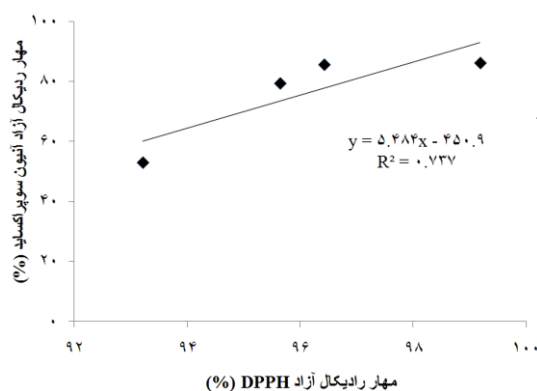 مهار ردیکال آزاد آنیون سوپراکساید (%)
۱۰۰
۸۰
۶۰
۴۰
۲۰
۰
y = ۵.۴۸۴x - ۴۵۰.۹
R² = ۰.۷۳۷
۹۲ ۹۴ ۹۶ ۹۸ ۱۰۰
مهار رادیکال آزاد DPPH (%)